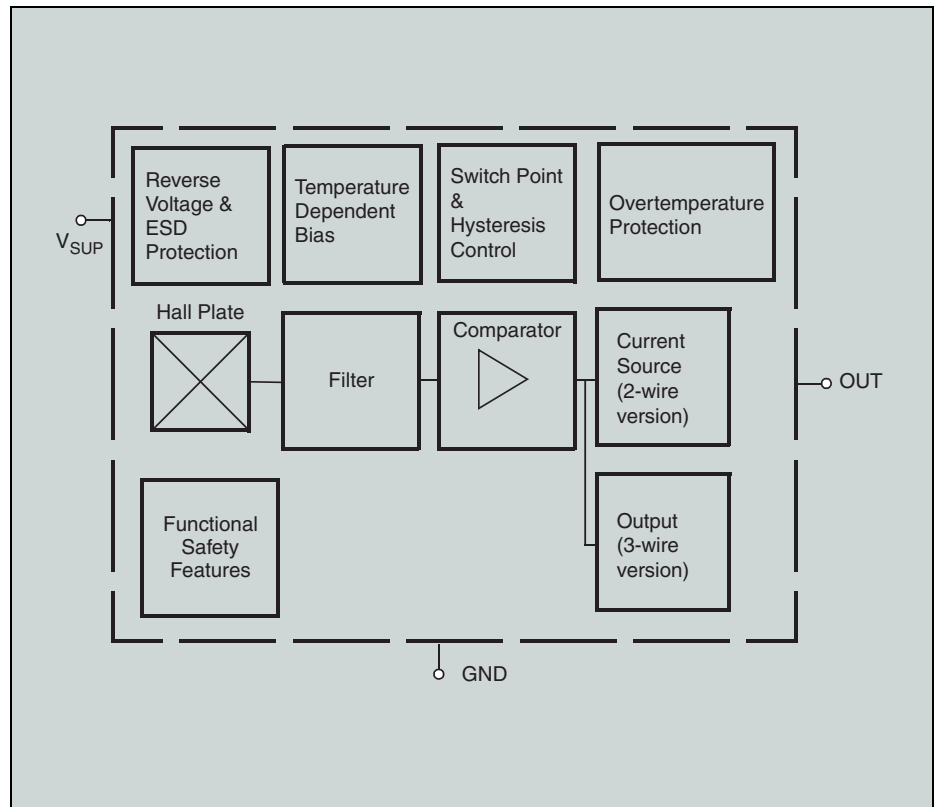 Reverse
Voltage &
ESD
Protection
Temperature
Dependent
Bias
Switch Point
&
Hysteresis
Control
Overtemperature
Protection
VSUP
Hall Plate
Filter
Comparator
Current
Source
(2-wire
version)
OUT
Functional
Safety
Features
Output
(3-wire
version)
GND